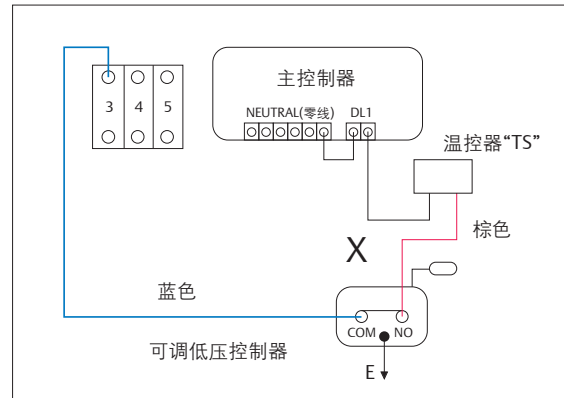 主控制器
NEUTRAL(零线) DL1
3 4 5
温控器“TS”
棕色
X
蓝色
COM NO
可调低压控制器
E